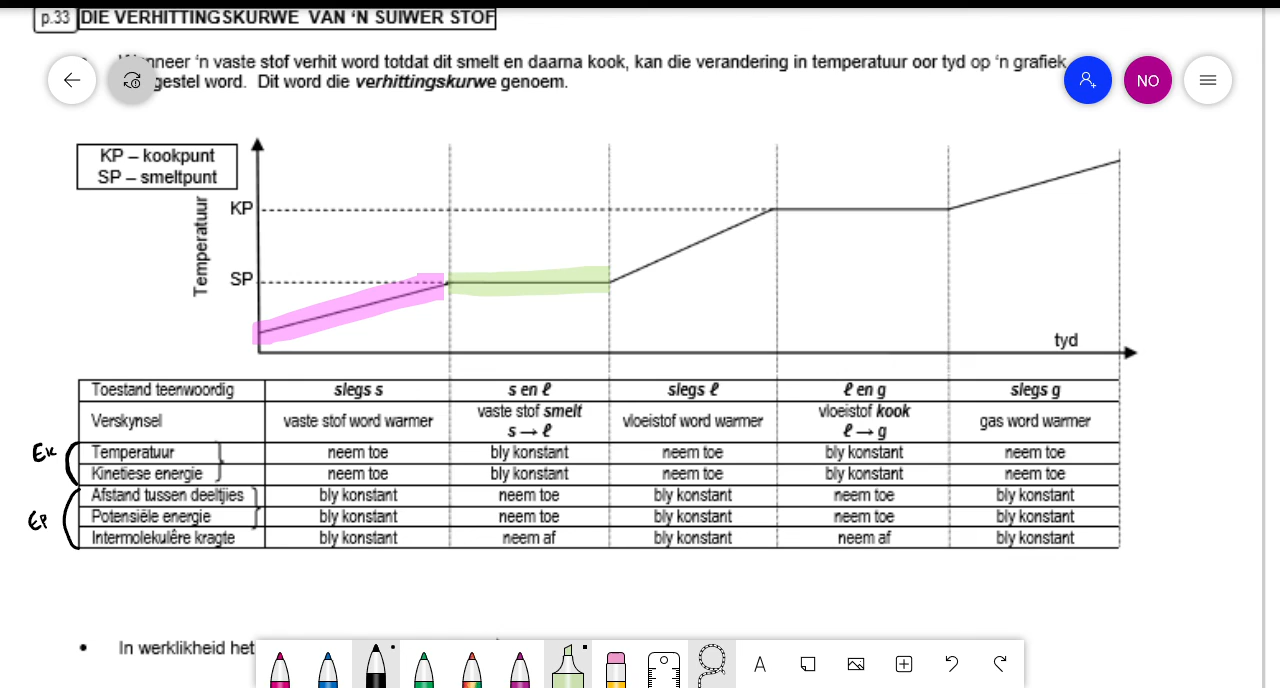 p.33 DIE VERHITTINGSKURWE VAN 'N SUIWER STOF
'n vaste stof verhit word totdat dit smelt en daarna kook, kan die verandering in temperatuur oor tyd op 'n grafiek
gestel word. Dit word die verhittingskurwe genoem.
NO
KP – kookpunt
SP – smeltpunt
Temperatuur
KP
SP
tyd
Toestand teenwoordig slegs s s en ℓ slegs ℓ ℓ en g slegs g
Verskynsel vaste stof word warmer vaste stof smelt s → ℓ vloeistof word warmer vloeistof kook ℓ → g gas word warmer
EK
Temperatuur neem toe bly konstant neem toe bly konstant neem toe
Kinetiese energie neem toe bly konstant neem toe bly konstant neem toe
Afstand tussen deeltjies bly konstant neem toe bly konstant neem toe bly konstant
EP
Potensiële energie bly konstant neem toe bly konstant neem toe bly konstant
Intermolekulêre kragte bly konstant neem af bly konstant neem af bly konstant
• In werklikheid het
A